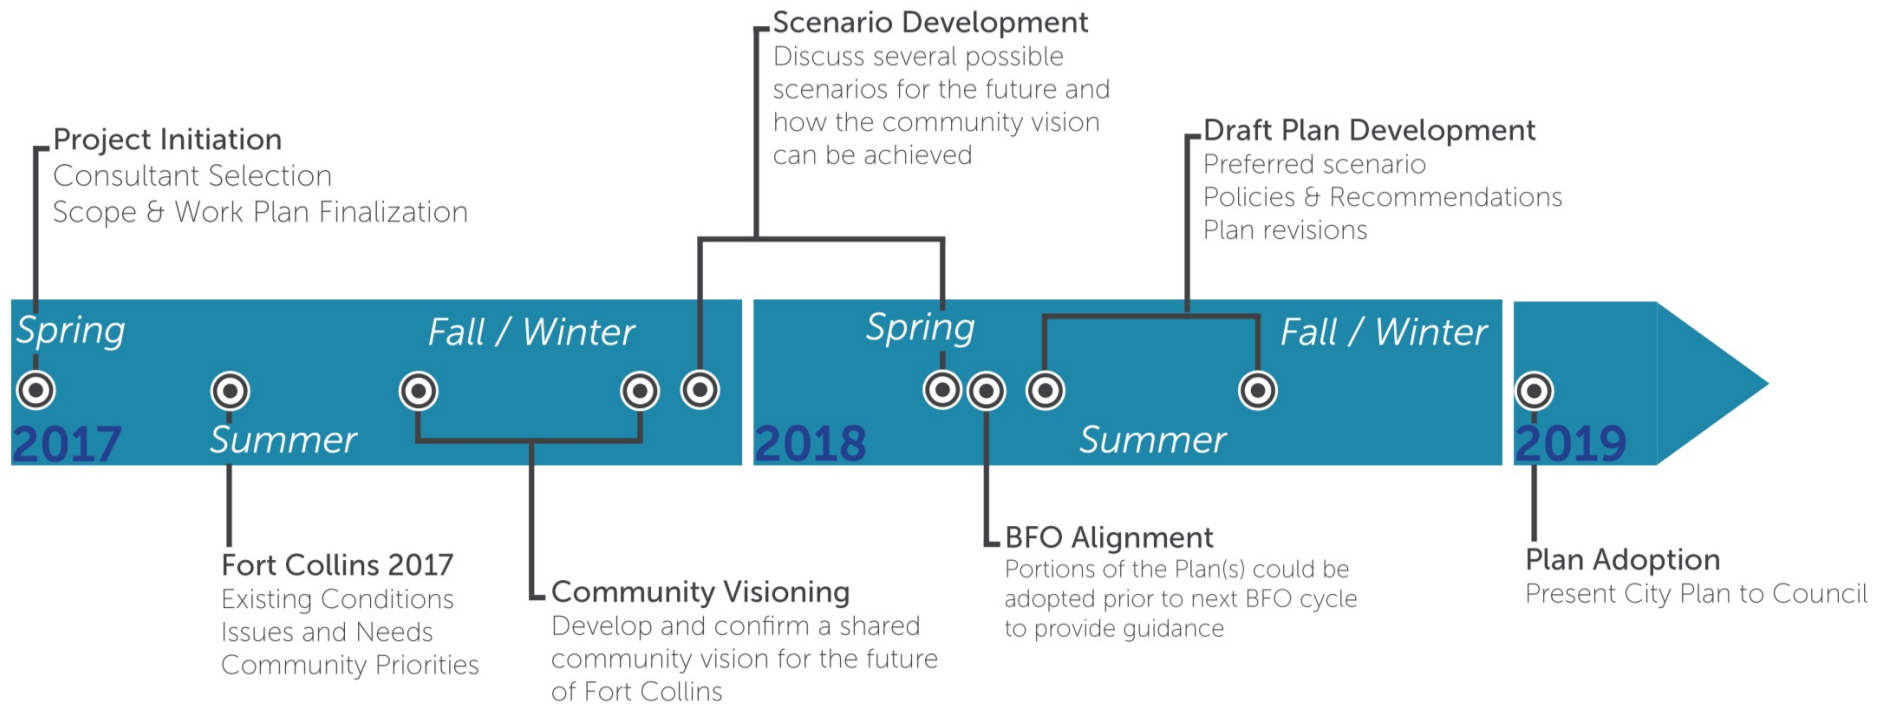 Scenario Development
Discuss several possible
scenarios for the future and
how the community vision
can be achieved
Project Initiation
Consultant Selection
Scope & Work Plan Finalization
Draft Plan Development
Preferred scenario
Policies & Recommendations
Plan revisions
Spring
Fall / Winter
Spring
Fall / Winter
2017
Summer
2018
Summer
2019
Fort Collins 2017
Existing Conditions
Issues and Needs
Community Priorities
Community Visioning
Develop and confirm a shared
community vision for the future
of Fort Collins
BFO Alignment
Portions of the Plan(s) could be
adopted prior to next BFO cycle
to provide guidance
Plan Adoption
Present City Plan to Council